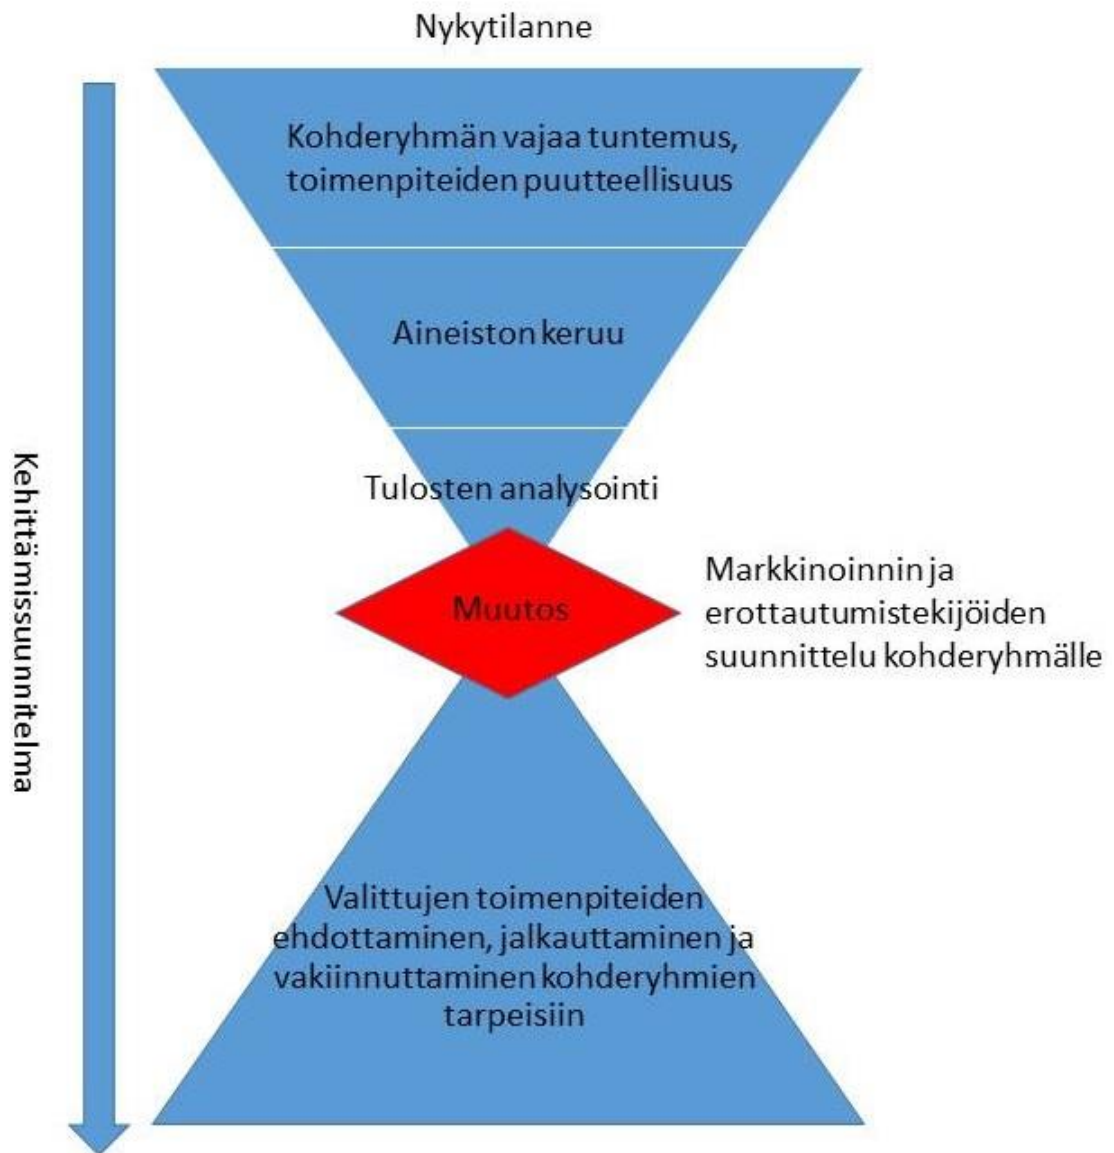 Nykytilanne
Kohderyhmän vajaa tuntemus,
toimenpiteiden puutteellisuus
Aineiston keruu
Tulosten analysointi
Muutos
Markkinoinnin ja
erottautumistekijöiden
suunnittelu kohderyhmälle
Kehittämissuunnitelma
Valittujen toimenpiteiden
ehdottaminen, jalkauttaminen ja
vakiinnuttaminen kohderyhmien
tarpeisiin